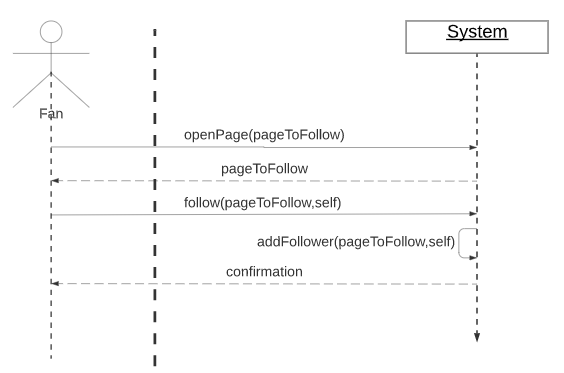 System
Fan
openPage(pageToFollow)
pageToFollow
follow(pageToFollow,self)
addFollower(pageToFollow,self)
confirmation